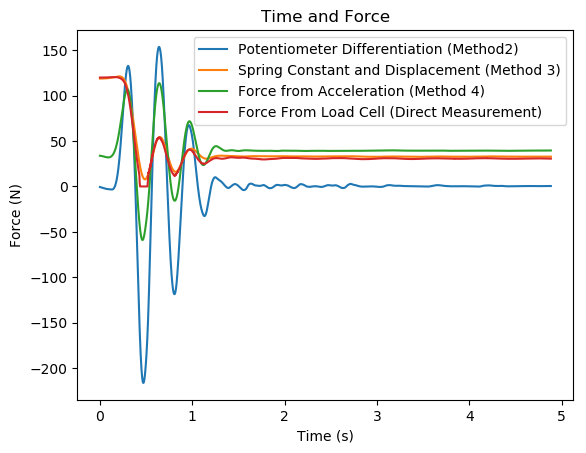 Time and Force
Potentiometer Differentiation (Method2)
Spring Constant and Displacement (Method 3)
Force from Acceleration (Method 4)
Force From Load Cell (Direct Measurement)
Force (N)
150
100
50
0
−50
−100
−150
−200
0 1 2 3 4 5
Time (s)